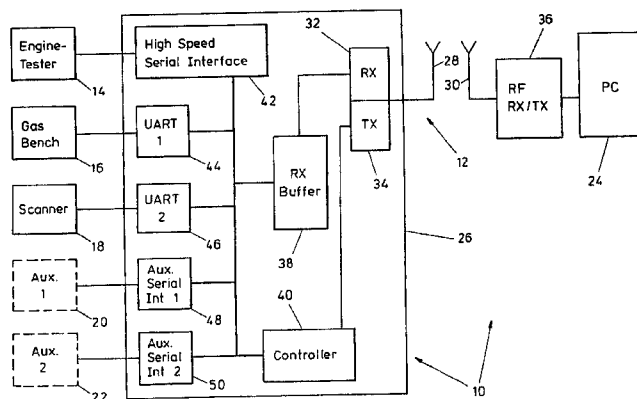 Engine-
Tester
14
High Speed
Serial Interface
42
32
RX
TX
34
28
30
12
36
RF
RX/TX
PC
24
Gas
Bench
16
UART
1
44
RX
Buffer
38
26
Scanner
18
UART
2
46
Aux.
1
20
Aux.
Serial
Int 1
48
40
Controller
Aux.
2
22
Aux.
Serial
Int 2
50
10